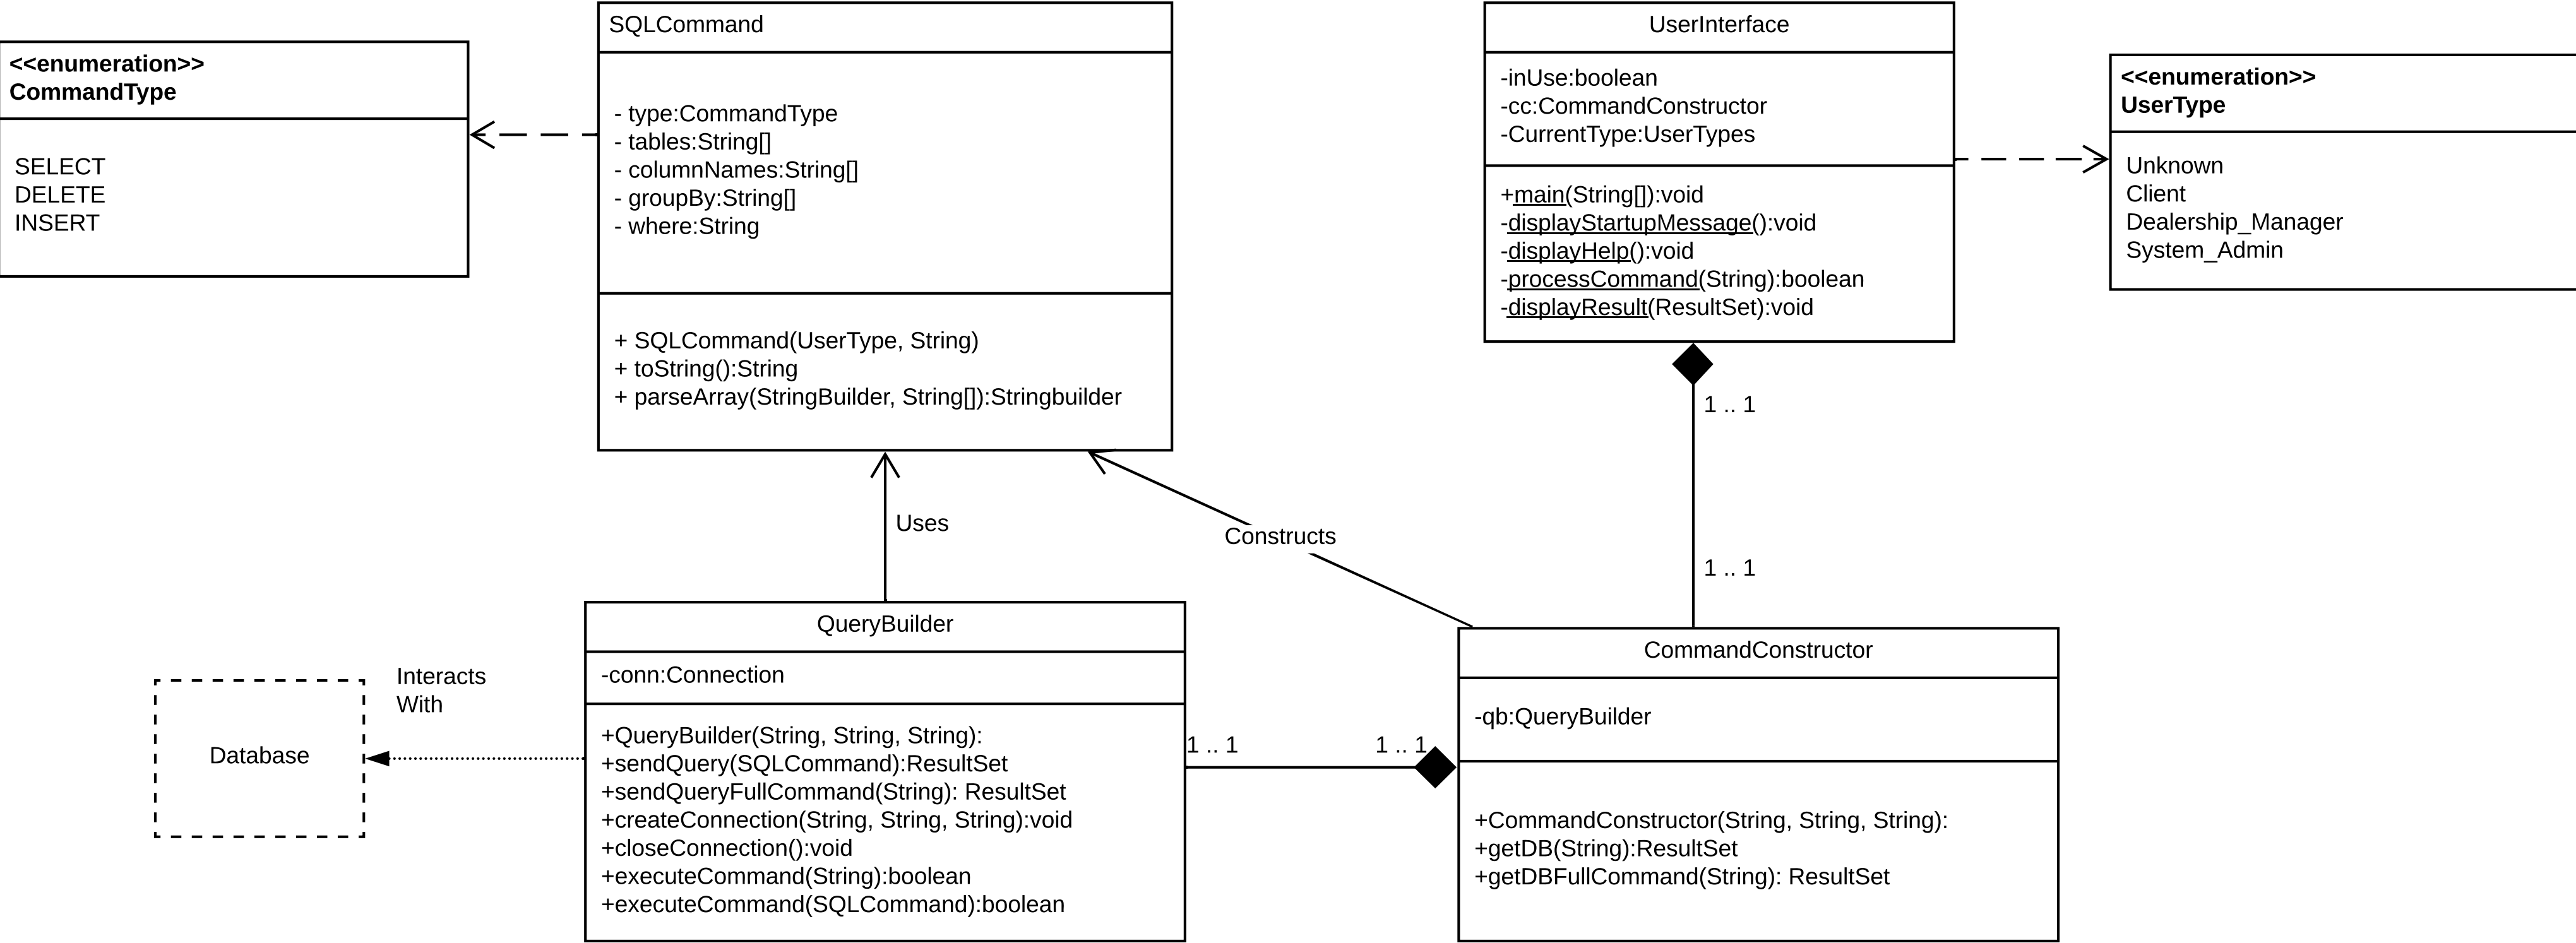 <<enumeration>>
CommandType
SELECT
DELETE
INSERT
SQLCommand
- type:CommandType
- tables:String[]
- columnNames:String[]
- groupBy:String[]
- where:String
+ SQLCommand(UserType, String)
+ toString():String
+ parseArray(StringBuilder, String[]):Stringbuilder
UserInterface
-inUse:boolean
-cc:CommandConstructor
-CurrentType:UserTypes
+main(String[]):void
-displayStartupMessage():void
-displayHelp():void
-processCommand(String):boolean
-displayResult(ResultSet):void
<<enumeration>>
UserType
Unknown
Client
Dealership_Manager
System_Admin
1 .. 1
Uses
Constructs
1 .. 1
Interacts
With
Database
QueryBuilder
-conn:Connection
+QueryBuilder(String, String, String):
+sendQuery(SQLCommand):ResultSet
+sendQueryFullCommand(String): ResultSet
+createConnection(String, String, String):void
+closeConnection():void
+executeCommand(String):boolean
+executeCommand(SQLCommand):boolean
1 .. 1
1 .. 1
CommandConstructor
-qb:QueryBuilder
+CommandConstructor(String, String, String):
+getDB(String):ResultSet
+getDBFullCommand(String): ResultSet